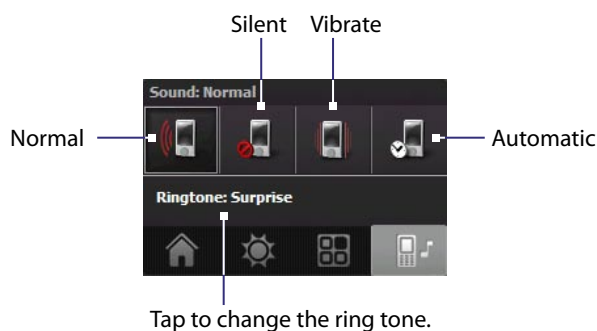 Silent Vibrate
Sound: Normal
Normal
Automatic
Ringtone: Surprise
Tap to change the ring tone.